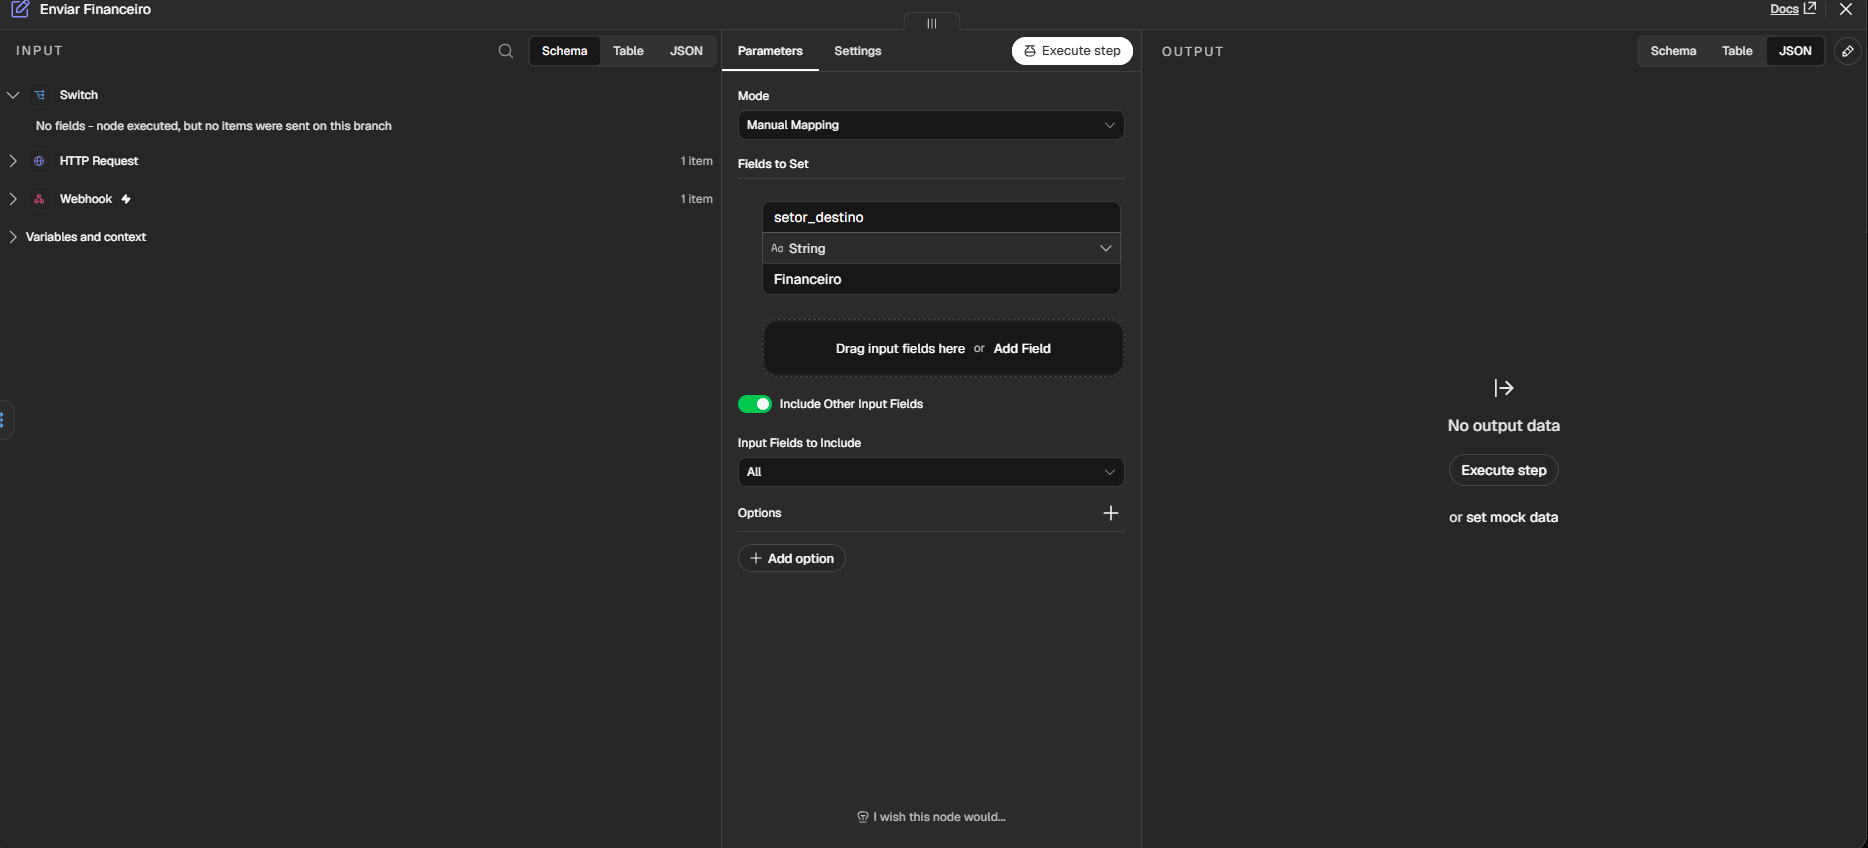 Enviar Financeiro
Docs
INPUT
Schema
Table
JSON
Switch
No fields - node executed, but no items were sent on this branch
HTTP Request
1 item
Webhook
1 item
Variables and context
Parameters
Settings
Execute step
Mode
Manual Mapping
Fields to Set
setor_destino
Aa String
Financeiro
Drag input fields here or Add Field
Include Other Input Fields
Input Fields to Include
All
Options
Add option
I wish this node would...
OUTPUT
Schema
Table
JSON
No output data
Execute step
or set mock data